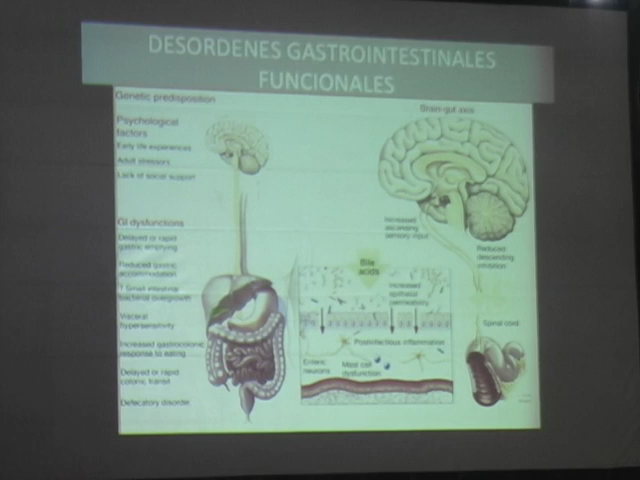 DESORDENES GASTROINTESTINALES
FUNCIONALES
Genetic predisposition
Psychological
factors
Early life experiences
Adult stressors
Lack of social support
GI dysfunctions
Delayed or rapid
gastric emptying
Reduced gastric
accommodation
↑ Small intestinal
bacterial overgrowth
Visceral
hypersensitivity
Increased gastrocolonic
response to eating
Delayed or rapid
colonic transit
Defecatory disorder
Brain-gut axis
Increased
ascending
sensory input
Reduced
descending
inhibition
Bile
acids
Increased
epithelial
permeability
Postinfectious inflammation
Enteric
neurons
Mast cell
dysfunction
Spinal cord